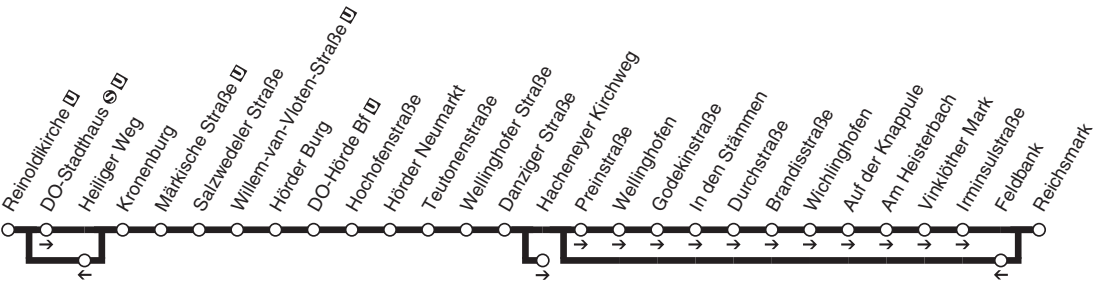 Reinoldikirche U
DO-Stadthaus S U
Heiliger Weg
Kronenburg
Märkische Straße U
Salzwedeler Straße
Willem-van-Vloten-Straße U
Hörder Burg
DO-Hörde Bf U
Hochofenstraße
Hörder Neumarkt
Teutonenstraße
Wellinghofer Straße
Danziger Straße
Hacheneyer Kirchweg
Preinstraße
Wellinghofen
Godekinstraße
In den Stämmen
Durchstraße
Brandisstraße
Wichlinghofen
Auf der Knappule
Am Heisterbach
Vinklöther Mark
Irminsulstraße
Feldbank
Reichsmark